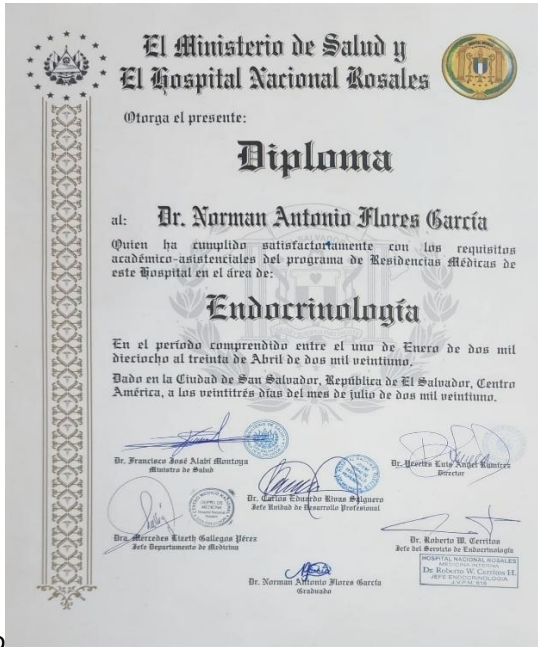 El Ministerio de Salud y
El Hospital Nacional Rosales
Otorga el presente:
Diploma
al: Dr. Norman Antonio Flores García
Quien ha cumplido satisfactoriamente con los requisitos
académico-asistenciales del programa de Residencias Médicas de
este Hospital en el área de:
Endocrinología
En el período comprendido entre el uno de Enero de dos mil
dieciocho al treinta de Abril de dos mil veintiuno.
Dado en la Ciudad de San Salvador, República de El Salvador, Centro
América, a los veintitrés días del mes de julio de dos mil veintiuno.
Dr. Francisco José Alabí Montoya
Ministro de Salud
Dr. Luis Angel Ramírez
Director
Dr. Carlos Eduardo Rivas Salguero
Jefe Unidad de Desarrollo Profesional
Dra. Mercedes Lizeth Gallegos Pérez
Jefe Departamento de Medicina
Dr. Roberto W. Cerritos
Jefe del Servicio de Endocrinología
HOSPITAL NACIONAL ROSALES
MEDICINA INTERNA
Dr. Roberto W. Cerritos H.
JEFE ENDOCRINOLOGIA
Dr. Norman Antonio Flores García
Graduado